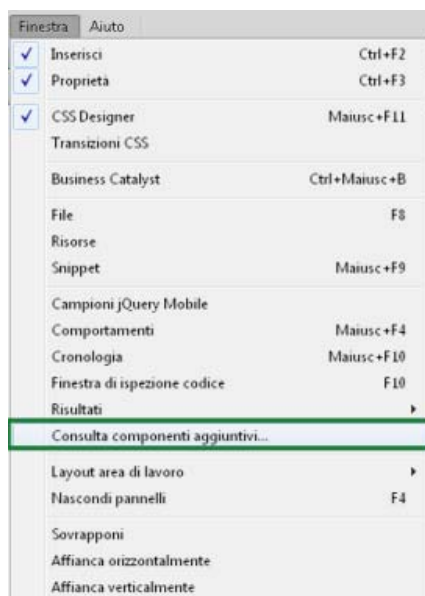 Finestra Aiuto
Inserisci Ctrl+F2
Proprietà Ctrl+F3
CSS Designer Maiusc+F11
Transizioni CSS
Business Catalyst Ctrl+Maiusc+B
File F8
Risorse
Snippet Maiusc+F9
Campioni jQuery Mobile
Comportamenti Maiusc+F4
Cronologia Maiusc+F10
Finestra di ispezione codice F10
Risultati
Consulta componenti aggiuntivi...
Layout area di lavoro
Nascondi pannelli F4
Sovrapponi
Affianca orizzontalmente
Affianca verticalmente